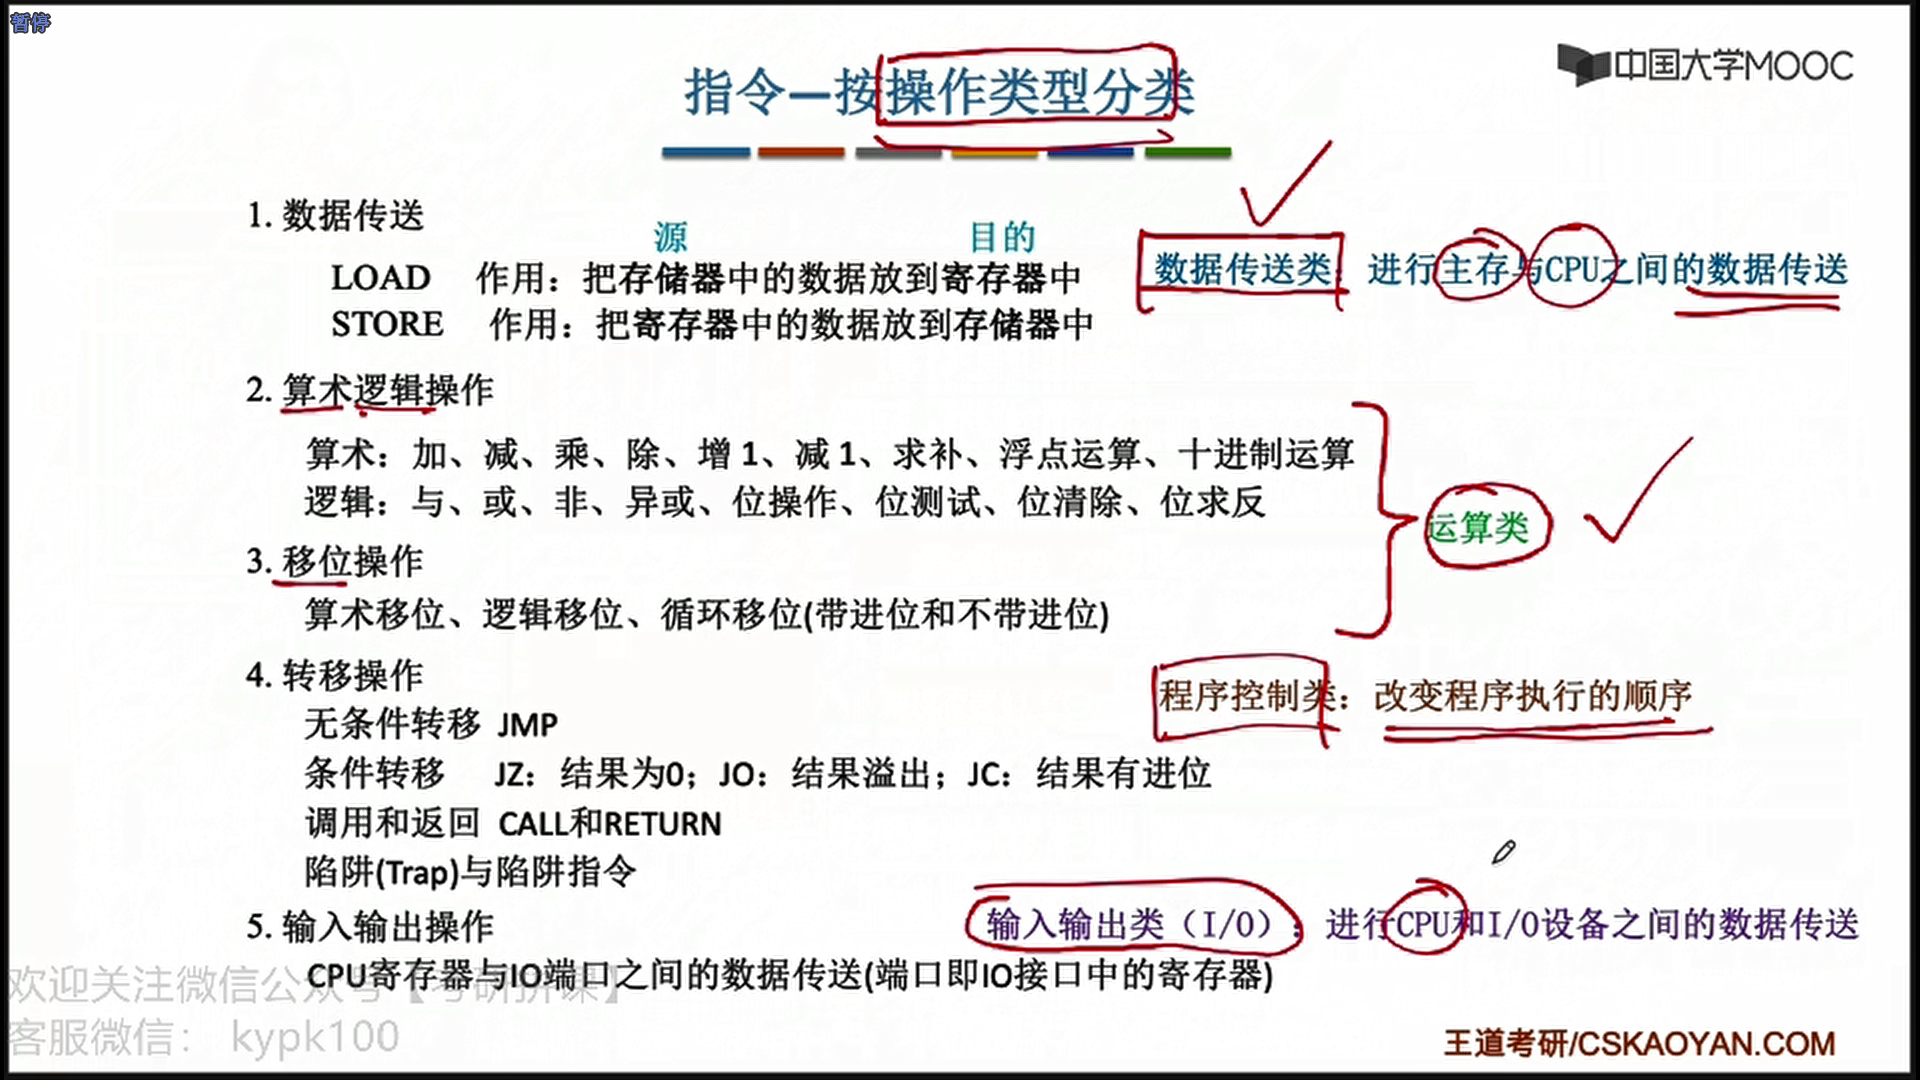 暂停
中国大学MOOC
指令—按操作类型分类
1. 数据传送
源 目的
LOAD 作用：把存储器中的数据放到寄存器中
STORE 作用：把寄存器中的数据放到存储器中
数据传送类：进行主存与CPU之间的数据传送
2. 算术逻辑操作
算术：加、减、乘、除、增 1、减 1、求补、浮点运算、十进制运算
逻辑：与、或、非、异或、位操作、位测试、位清除、位求反
3. 移位操作
算术移位、逻辑移位、循环移位(带进位和不带进位)
运算类
4. 转移操作
无条件转移 JMP
条件转移 JZ：结果为0；JO：结果溢出；JC：结果有进位
调用和返回 CALL和RETURN
陷阱(Trap)与陷阱指令
程序控制类：改变程序执行的顺序
5. 输入输出操作
CPU寄存器与IO端口之间的数据传送(端口即IO接口中的寄存器)
输入输出类（I/O）：进行CPU和I/O设备之间的数据传送
欢迎关注微信公众号【考研拼课】
客服微信： kypk100
王道考研/CSKAOYAN.COM